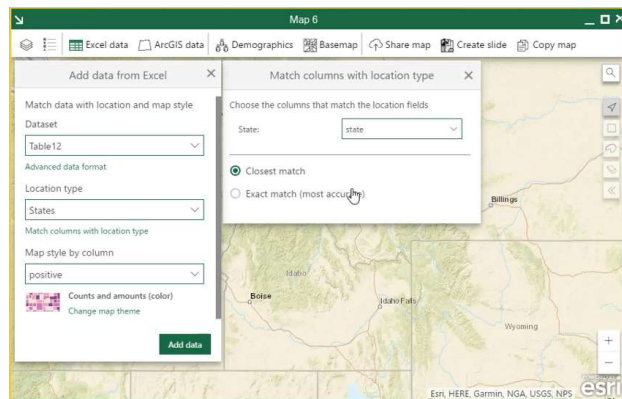 Map 6
Excel data
ArcGIS data
Demographics
Basemap
Share map
Create slide
Copy map
Add data from Excel
Match data with location and map style
Dataset
Table12
Advanced data format
Location type
States
Match columns with location type
Map style by column
positive
Counts and amounts (color)
Change map theme
Add data
Match columns with location type
Choose the columns that match the location fields
State:
state
Closest match
Exact match (most accurate)
Billings
Idaho
Boise
Idaho Falls
Wyoming
Esri, HERE, Garmin, NGA, USGS, NPS
esri